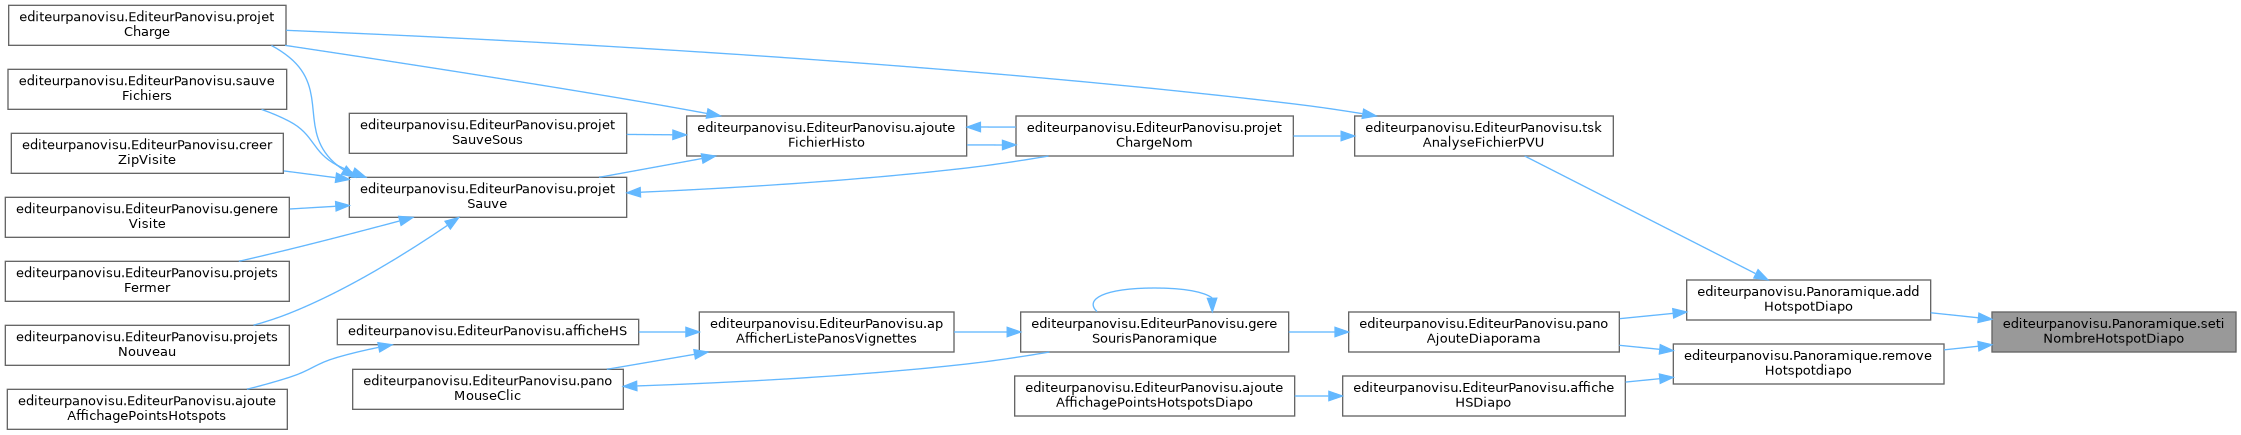 editeurpanovisu.EditeurPanovisu.projet
Charge
editeurpanovisu.EditeurPanovisu.sauve
Fichiers
editeurpanovisu.EditeurPanovisu.creer
ZipVisite
editeurpanovisu.EditeurPanovisu.genere
Visite
editeurpanovisu.EditeurPanovisu.projets
Fermer
editeurpanovisu.EditeurPanovisu.projets
Nouveau
editeurpanovisu.EditeurPanovisu.ajoute
AffichagePointsHotspots
editeurpanovisu.EditeurPanovisu.projet
SauveSous
editeurpanovisu.EditeurPanovisu.projet
Sauve
editeurpanovisu.EditeurPanovisu.afficheHS
editeurpanovisu.EditeurPanovisu.pano
MouseClic
editeurpanovisu.EditeurPanovisu.ajoute
FichierHisto
editeurpanovisu.EditeurPanovisu.ap
AfficherListePanosVignettes
editeurpanovisu.EditeurPanovisu.projet
ChargeNom
editeurpanovisu.EditeurPanovisu.gere
SourisPanoramique
editeurpanovisu.EditeurPanovisu.ajoute
AffichagePointsHotspotsDiapo
editeurpanovisu.EditeurPanovisu.tsk
AnalyseFichierPVU
editeurpanovisu.EditeurPanovisu.pano
AjouteDiaporama
editeurpanovisu.EditeurPanovisu.affiche
HSDiapo
editeurpanovisu.Panoramique.add
HotspotDiapo
editeurpanovisu.Panoramique.remove
Hotspotdiapo
editeurpanovisu.Panoramique.seti
NombreHotspotDiapo